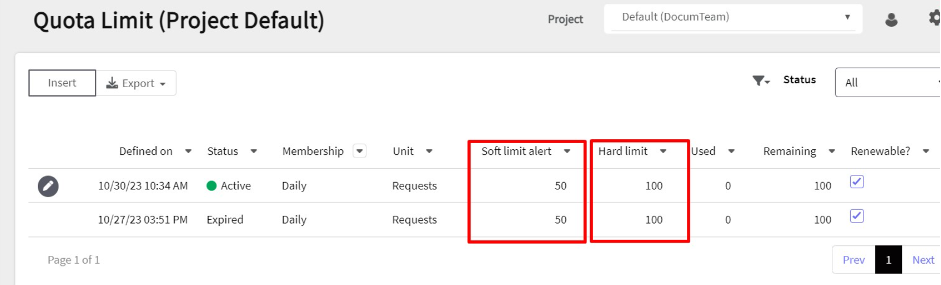 Quota Limit (Project Default)
Project
Default (DocumTeam)
Insert
Export
Status
All
Defined on Status Membership Unit Soft limit alert Hard limit Used Remaining Renewable?
10/30/23 10:34 AM Active Daily Requests 50 100 0 100
10/27/23 03:51 PM Expired Daily Requests 50 100 0 100
Page 1 of 1
Prev 1 Next